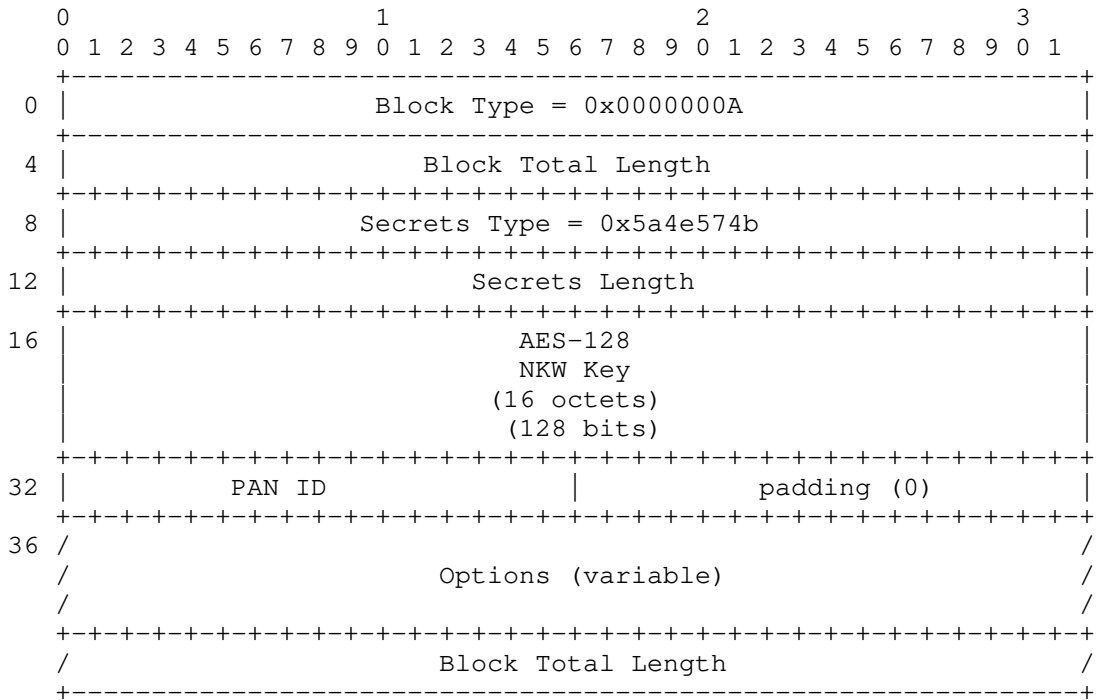 1                   2                   3
    0 1 2 3 4 5 6 7 8 9 0 1 2 3 4 5 6 7 8 9 0 1 2 3 4 5 6 7 8 9 0 1
   +---------------------------------------------------------------+
 0 |                   Block Type = 0x0000000A                     |
   +---------------------------------------------------------------+
 4 |                      Block Total Length                       |
   +-+-+-+-+-+-+-+-+-+-+-+-+-+-+-+-+-+-+-+-+-+-+-+-+-+-+-+-+-+-+-+-+
 8 |                  Secrets Type = 0x5a4e574b                    |
   +-+-+-+-+-+-+-+-+-+-+-+-+-+-+-+-+-+-+-+-+-+-+-+-+-+-+-+-+-+-+-+-+
12 |                         Secrets Length                        |
   +-+-+-+-+-+-+-+-+-+-+-+-+-+-+-+-+-+-+-+-+-+-+-+-+-+-+-+-+-+-+-+-+
16 |                            AES-128                            |
   |                            NKW Key                            |
   |                          (16 octets)                          |
   |                           (128 bits)                          |
   +-+-+-+-+-+-+-+-+-+-+-+-+-+-+-+-+-+-+-+-+-+-+-+-+-+-+-+-+-+-+-+-+
32 |          PAN ID               |           padding (0)         |
   +-+-+-+-+-+-+-+-+-+-+-+-+-+-+-+-+-+-+-+-+-+-+-+-+-+-+-+-+-+-+-+-+
36 /                                                               /
   /                       Options (variable)                      /
   /                                                               /
   +-+-+-+-+-+-+-+-+-+-+-+-+-+-+-+-+-+-+-+-+-+-+-+-+-+-+-+-+-+-+-+-+
   /                       Block Total Length                      /
   +---------------------------------------------------------------+